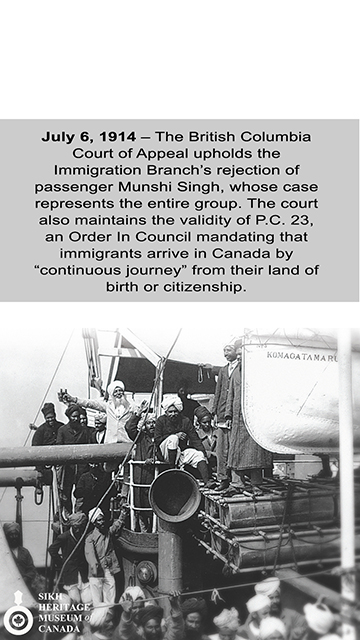 July 6, 1914 – The British Columbia
Court of Appeal upholds the
Immigration Branch's rejection of
passenger Munshi Singh, whose case
represents the entire group. The court
also maintains the validity of P.C. 23,
an Order In Council mandating that
immigrants arrive in Canada by
“continuous journey” from their land of
birth or citizenship.
KOMAGATA MARU
SIKH
HERITAGE
MUSEUM of
CANADA